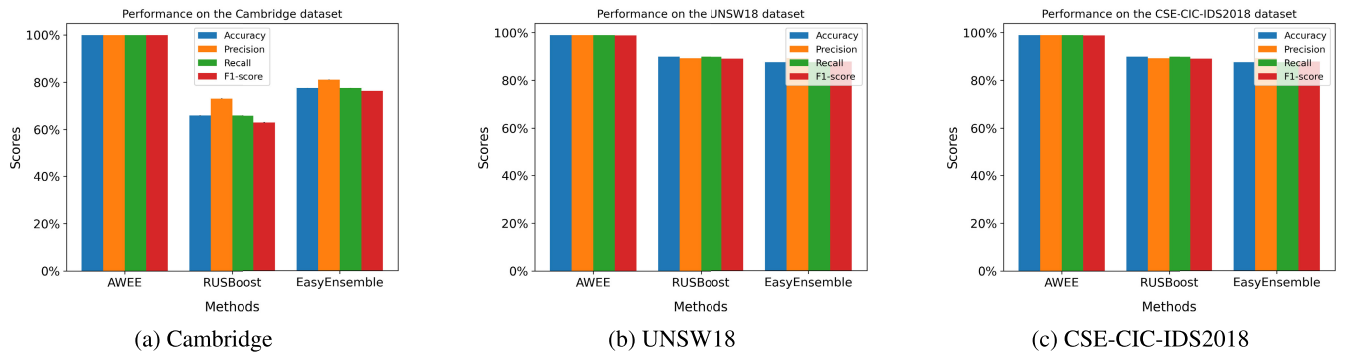 Performance on the Cambridge dataset
100%
80%
60%
40%
20%
0%
Scores
Accuracy
Precision
Recall
F1-score
AWEE RUSBoost EasyEnsemble
Methods
(a) Cambridge
Performance on the UNSW18 dataset
100%
80%
60%
40%
20%
0%
Scores
Accuracy
Precision
Recall
F1-score
AWEE RUSBoost EasyEnsemble
Methods
(b) UNSW18
Performance on the CSE-CIC-IDS2018 dataset
100%
80%
60%
40%
20%
0%
Scores
Accuracy
Precision
Recall
F1-score
AWEE RUSBoost EasyEnsemble
Methods
(c) CSE-CIC-IDS2018